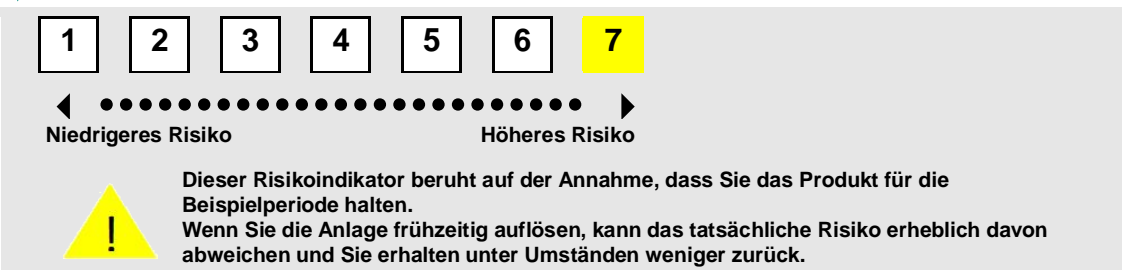 1 2 3 4 5 6 7
Niedrigeres Risiko Höheres Risiko
Dieser Risikoindikator beruht auf der Annahme, dass Sie das Produkt für die
Beispielperiode halten.
!
Wenn Sie die Anlage frühzeitig auflösen, kann das tatsächliche Risiko erheblich davon
abweichen und Sie erhalten unter Umständen weniger zurück.